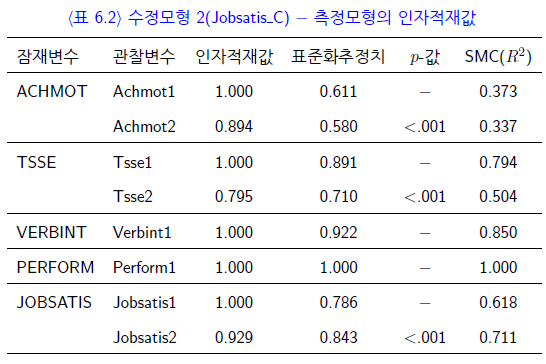 〈표 6.2〉 수정모형 2(Jobsatis_C) − 측정모형의 인자적재값
잠재변수 관찰변수 인자적재값 표준화추정치 p-값 SMC(R²)
ACHMOT Achmot1 1.000 0.611 − 0.373
Achmot2 0.894 0.580 <.001 0.337
TSSE Tsse1 1.000 0.891 − 0.794
Tsse2 0.795 0.710 <.001 0.504
VERBINT Verbint1 1.000 0.922 − 0.850
PERFORM Perform1 1.000 1.000 − 1.000
JOBSATIS Jobsatis1 1.000 0.786 − 0.618
Jobsatis2 0.929 0.843 <.001 0.711